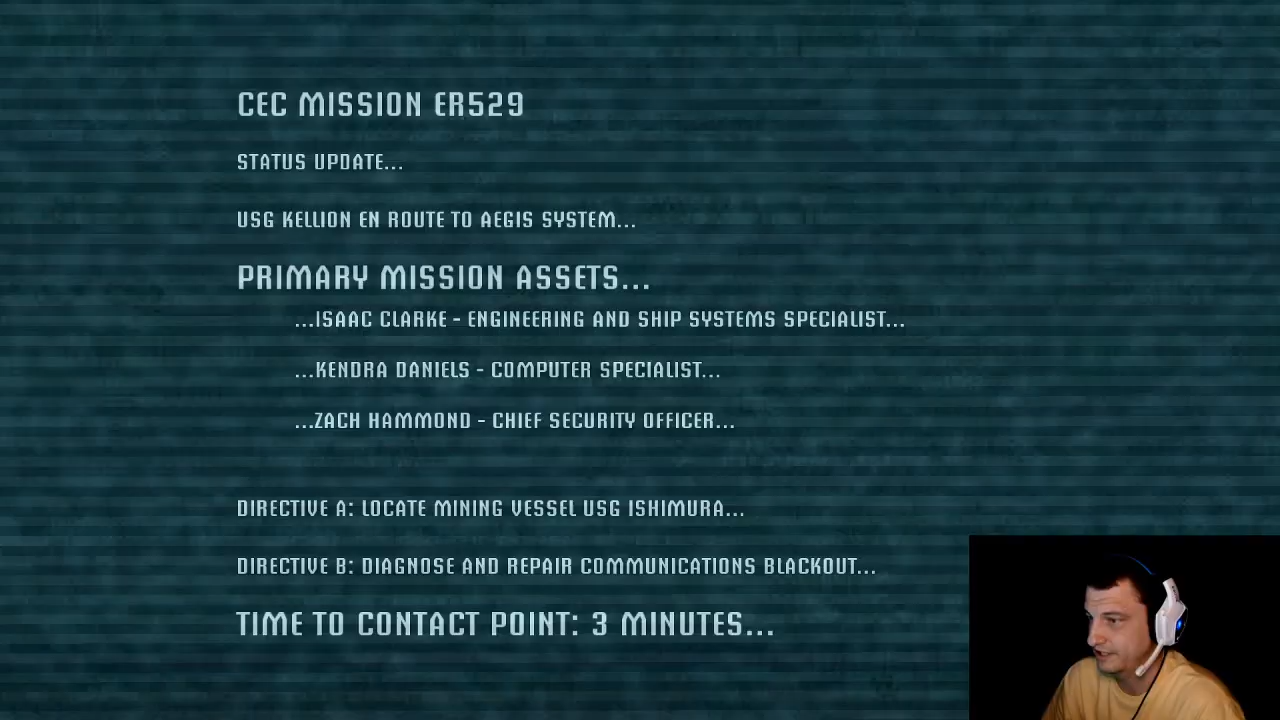 CEC MISSION ER529
STATUS UPDATE...
USG KELLION EN ROUTE TO AEGIS SYSTEM...
PRIMARY MISSION ASSETS...
...ISAAC CLARKE - ENGINEERING AND SHIP SYSTEMS SPECIALIST...
...KENDRA DANIELS - COMPUTER SPECIALIST...
...ZACH HAMMOND - CHIEF SECURITY OFFICER...
DIRECTIVE A: LOCATE MINING VESSEL USG ISHIMURA...
DIRECTIVE B: DIAGNOSE AND REPAIR COMMUNICATIONS BLACKOUT...
TIME TO CONTACT POINT: 3 MINUTES...